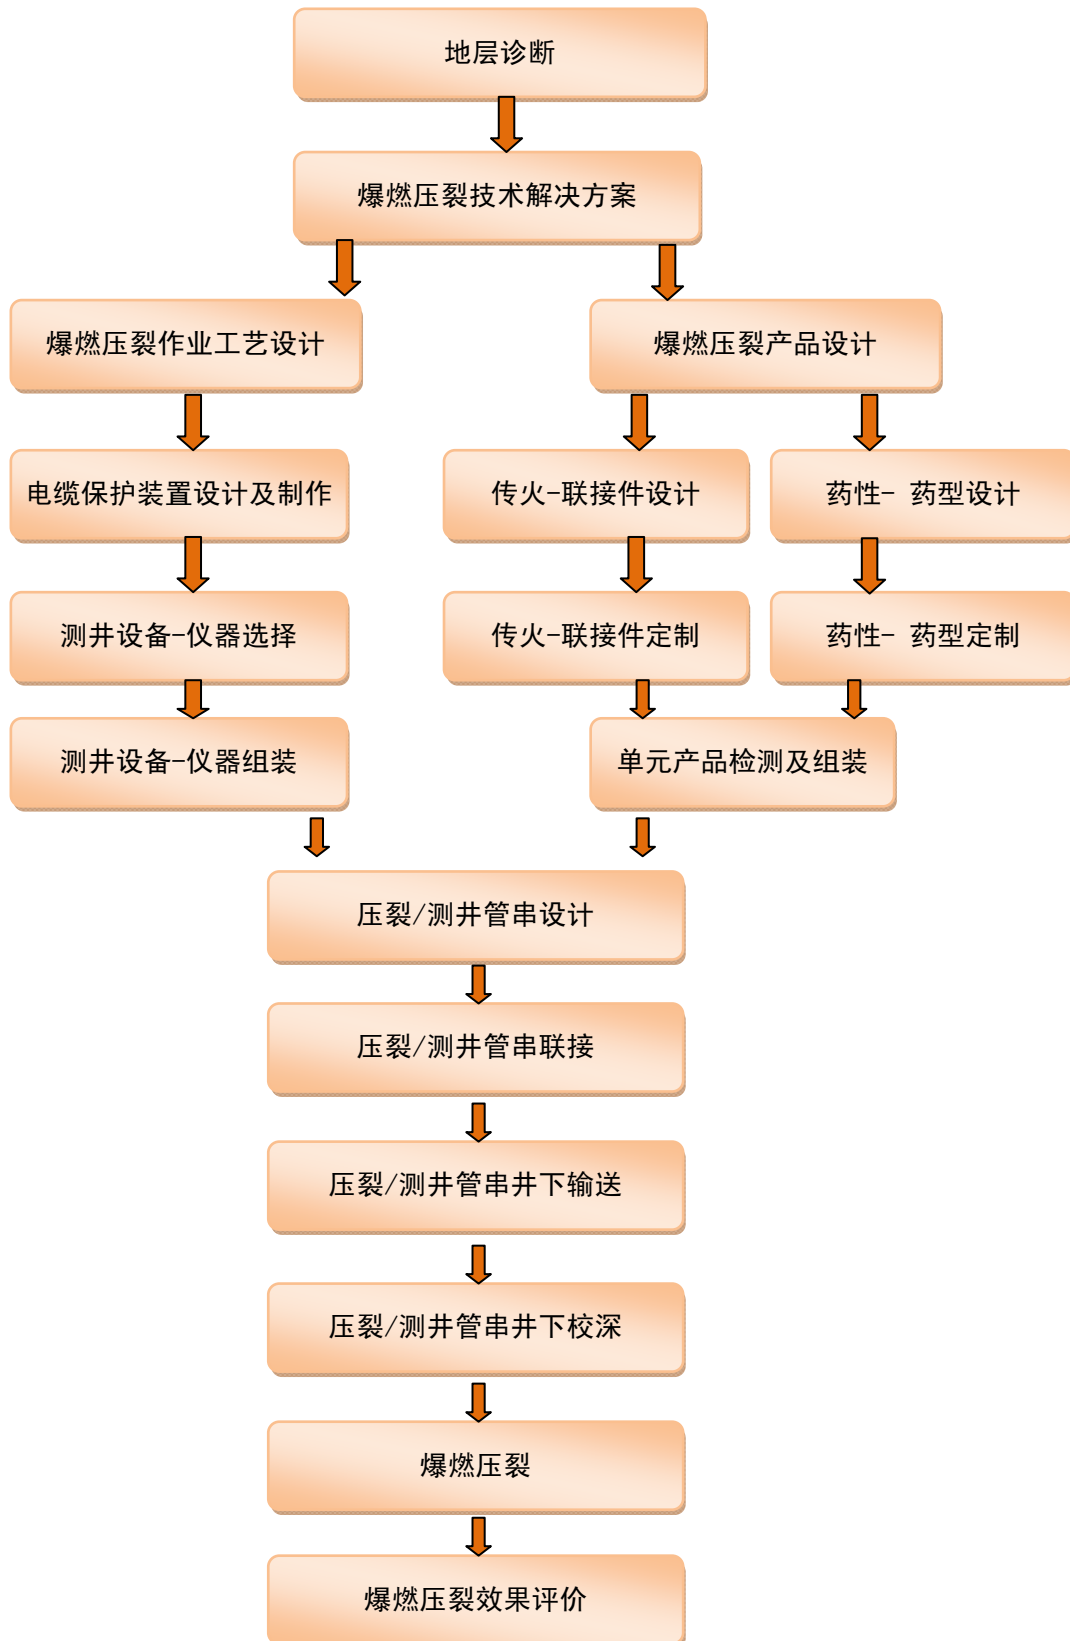 地层诊断
爆燃压裂技术解决方案
爆燃压裂作业工艺设计
爆燃压裂产品设计
电缆保护装置设计及制作
传火-联接件设计
药性- 药型设计
测井设备-仪器选择
传火-联接件定制
药性- 药型定制
测井设备-仪器组装
单元产品检测及组装
压裂/测井管串设计
压裂/测井管串联接
压裂/测井管串井下输送
压裂/测井管串井下校深
爆燃压裂
爆燃压裂效果评价